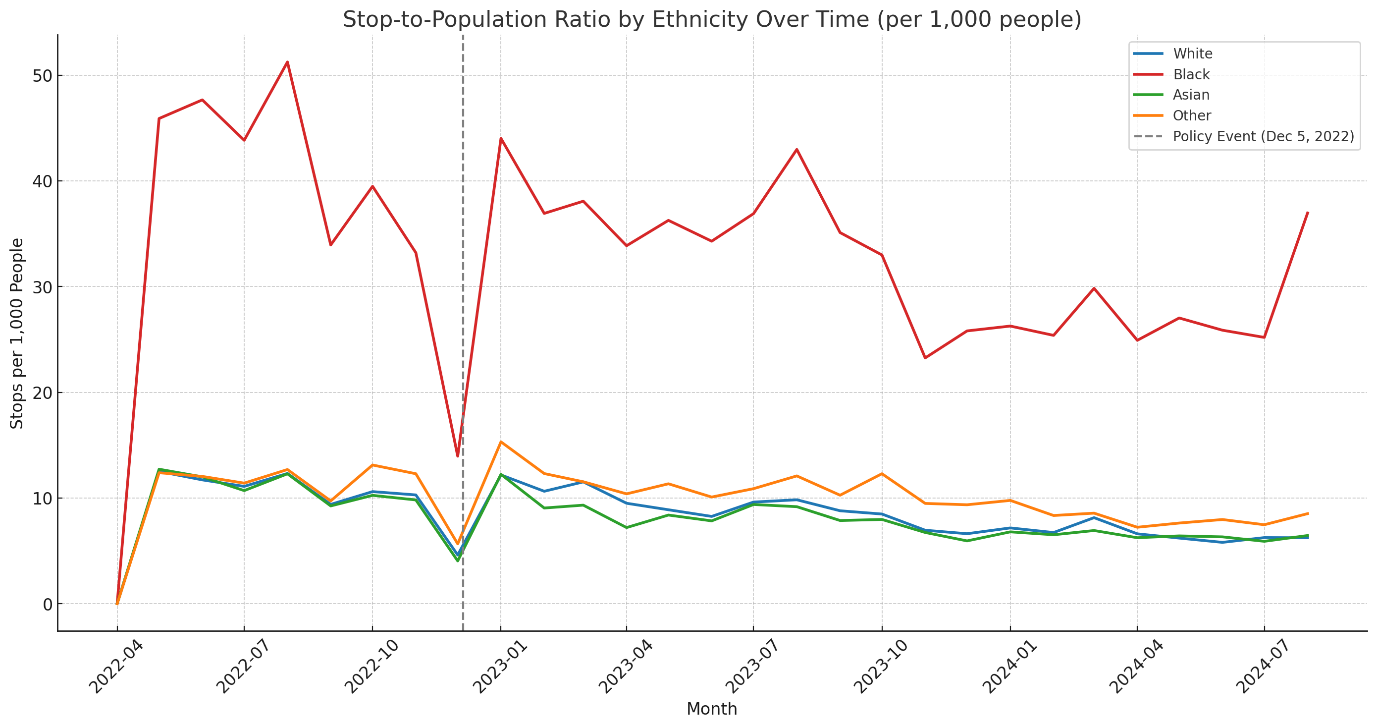 Stop-to-Population Ratio by Ethnicity Over Time (per 1,000 people)
White
Black
Asian
Other
Policy Event (Dec 5, 2022)
Stops per 1,000 People
50
40
30
20
10
0
2022-04
2022-07
2022-10
2023-01
2023-04
2023-07
2023-10
2024-01
2024-04
2024-07
Month